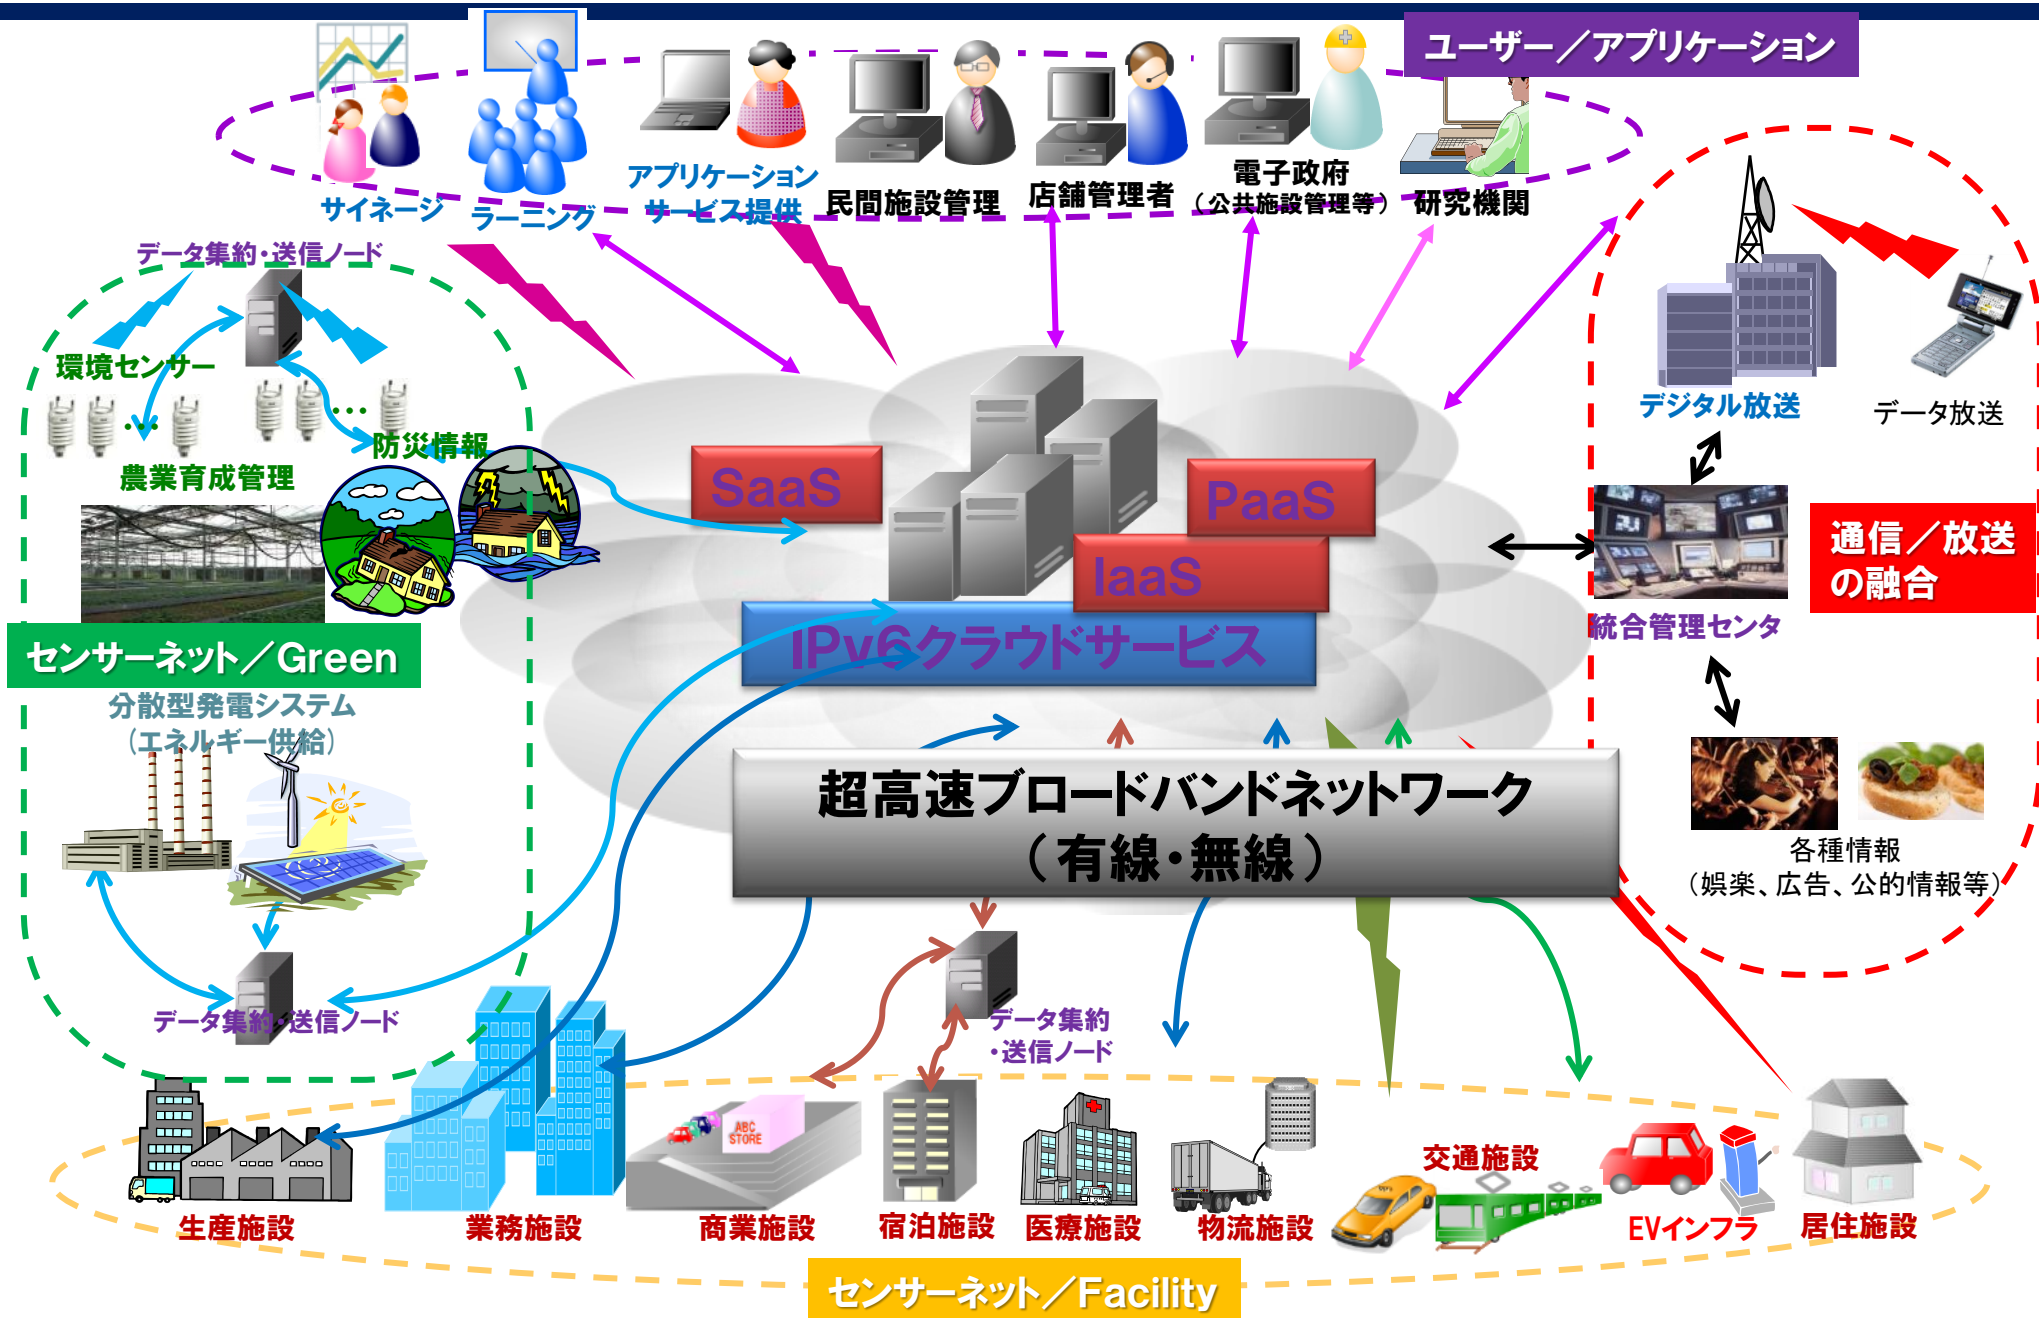 ユーザー／アプリケーション
サイネージ
ラーニング
アプリケーション
サービス提供
民間施設管理
店舗管理者
電子政府
（公共施設管理等）
研究機関
データ集約・送信ノード
環境センサー
…
…
防災情報
農業育成管理
センサーネット／Green
分散型発電システム
（エネルギー供給）
データ集約・送信ノード
SaaS
PaaS
IaaS
IPv6クラウドサービス
超高速ブロードバンドネットワーク
（有線・無線）
デジタル放送
データ放送
通信／放送
の融合
統合管理センタ
各種情報
（娯楽、広告、公的情報等）
データ集約
・送信ノード
ABC
STORE
生産施設
業務施設
商業施設
宿泊施設
医療施設
物流施設
交通施設
EVインフラ
居住施設
センサーネット／Facility